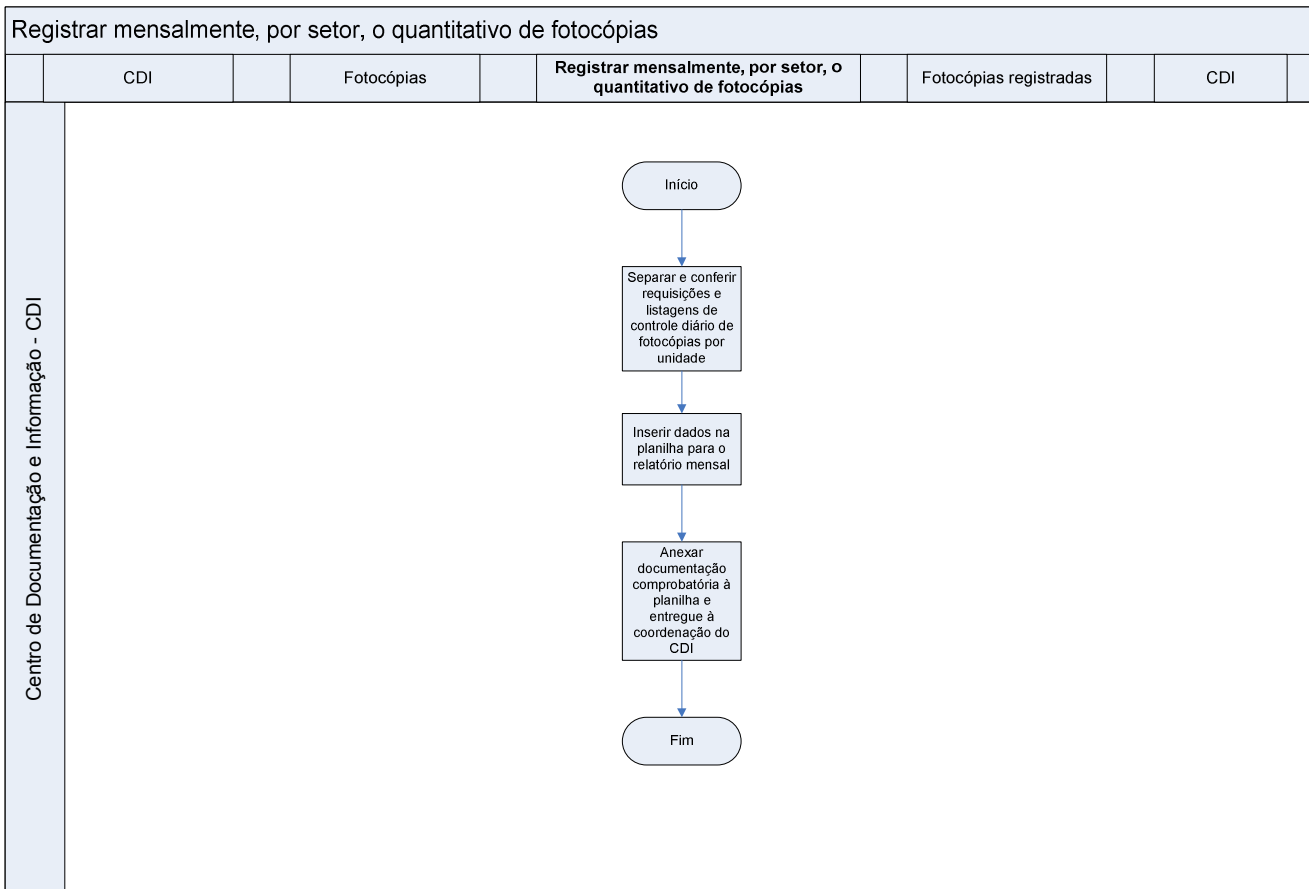 Registrar mensalmente, por setor, o quantitativo de fotocópias
CDI
Fotocópias
Registrar mensalmente, por setor, o
quantitativo de fotocópias
Fotocópias registradas
CDI
Centro de Documentação e Informação - CDI
Início
Separar e conferir
requisições e
listagens de
controle diário de
fotocópias por
unidade
Inserir dados na
planilha para o
relatório mensal
Anexar
documentação
comprobatória à
planilha e
entregue à
coordenação do
CDI
Fim